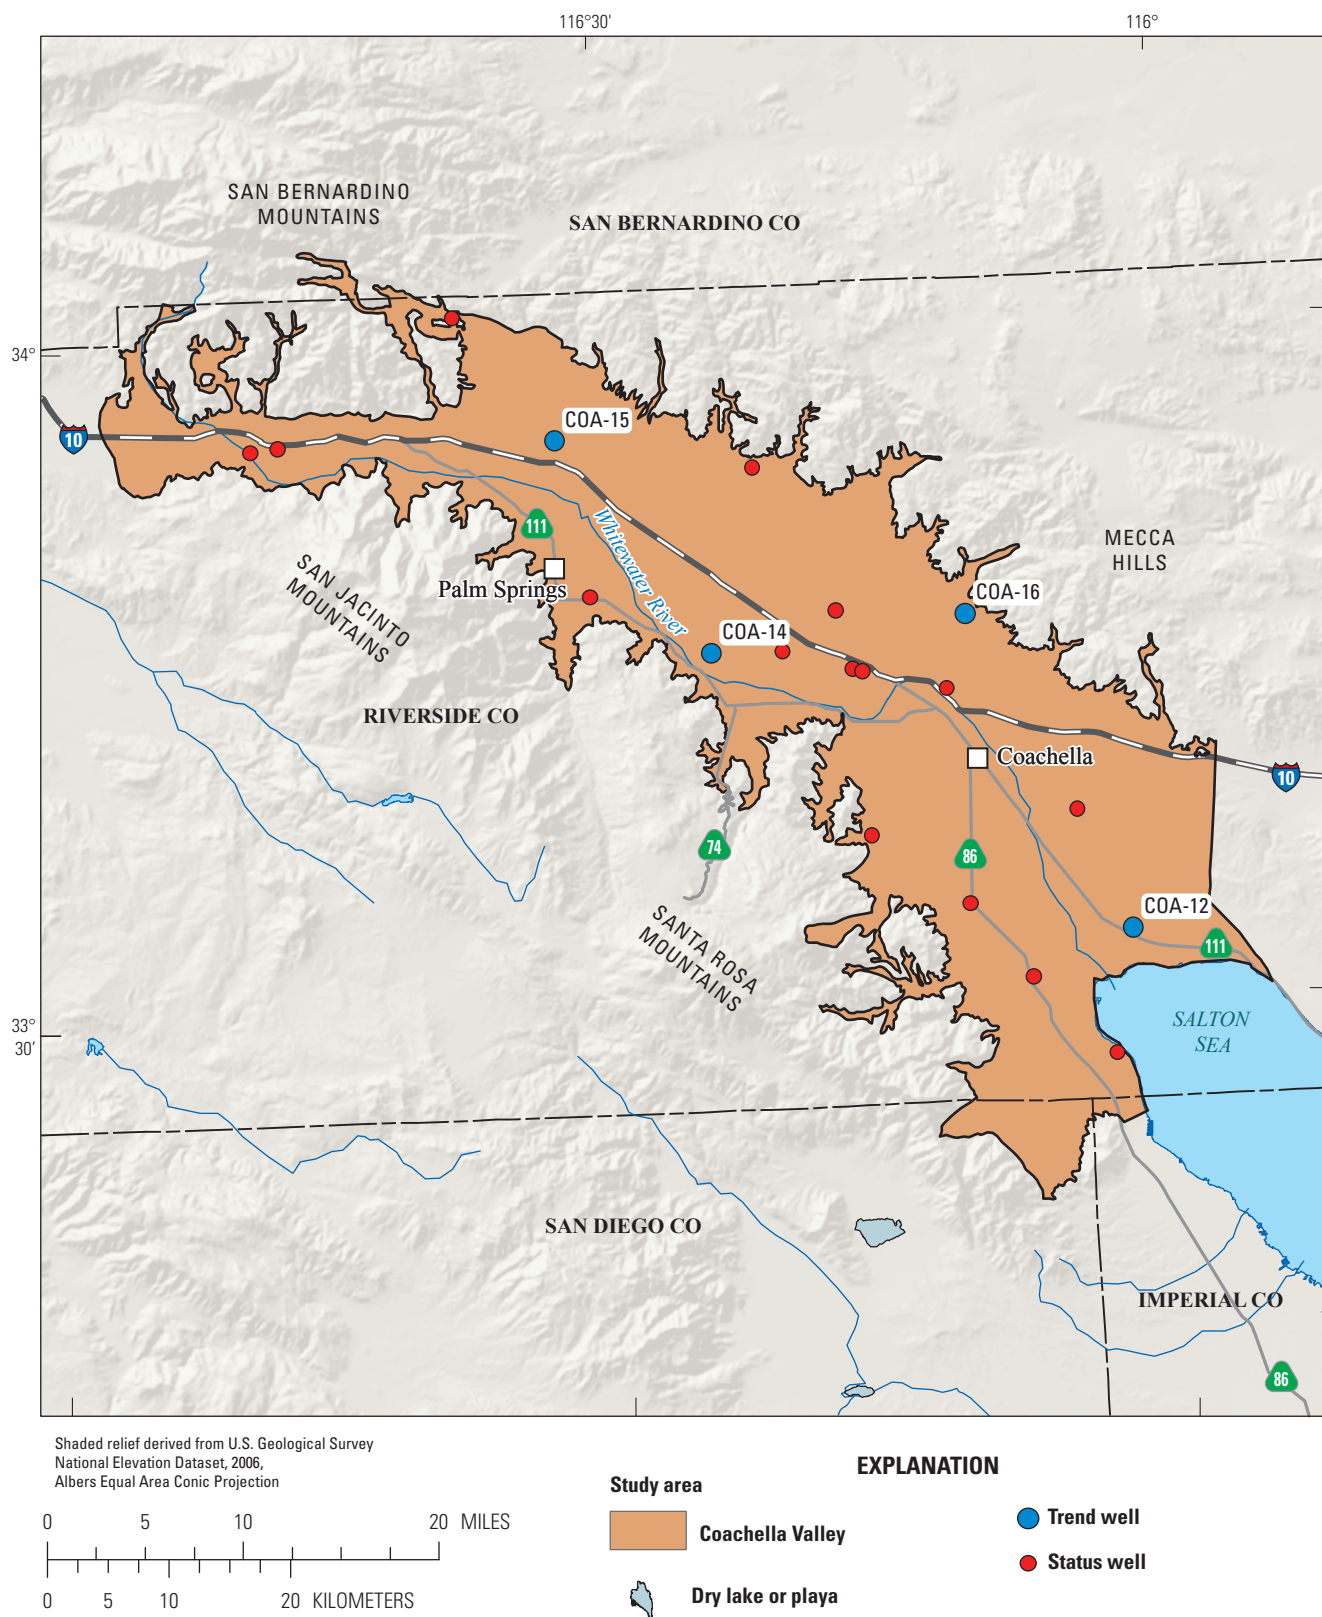 116°30'
116°
SAN BERNARDINO
MOUNTAINS
SAN BERNARDINO CO
34°
10
COA-15
111
Whitewater River
MECCA
HILLS
SAN JACINTO
MOUNTAINS
Palm Springs
COA-16
COA-14
RIVERSIDE CO
Coachella
10
74
86
COA-12
111
SANTA ROSA
MOUNTAINS
SALTON
SEA
33°
30'
SAN DIEGO CO
IMPERIAL CO
86
Shaded relief derived from U.S. Geological Survey
National Elevation Dataset, 2006,
Albers Equal Area Conic Projection
0 5 10 20 MILES
0 5 10 20 KILOMETERS
EXPLANATION
Study area
Coachella Valley
Dry lake or playa
Trend well
Status well